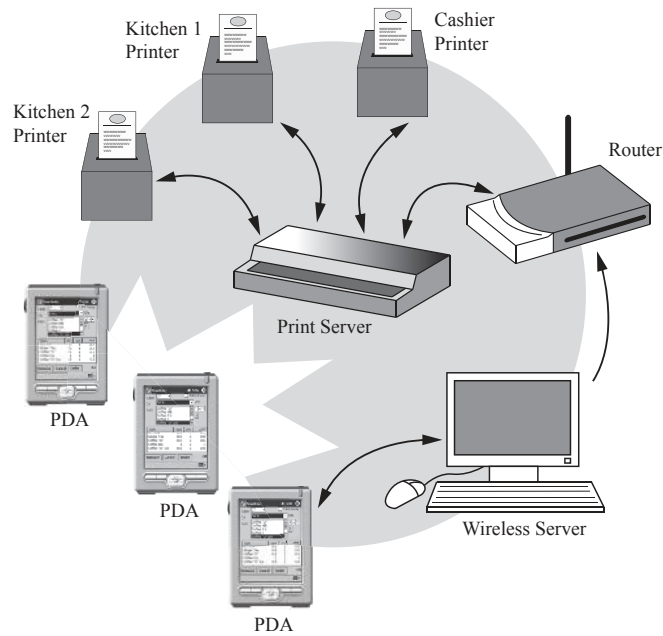 Kitchen 1
Printer
Cashier
Printer
Kitchen 2
Printer
Router
Print Server
PDA
PDA
PDA
Wireless Server